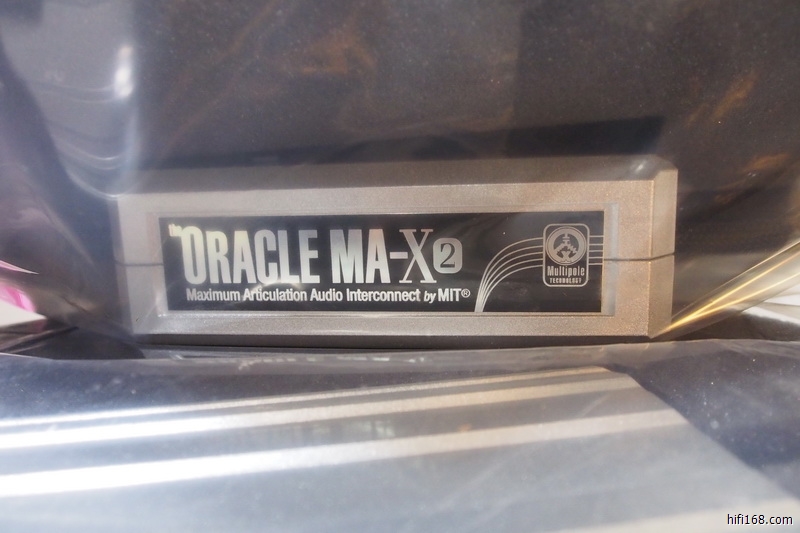 the ORACLE MA-X2
Maximum Articulation Audio Interconnect by MIT®
Multipole
TECHNOLOGY
hifi168.com